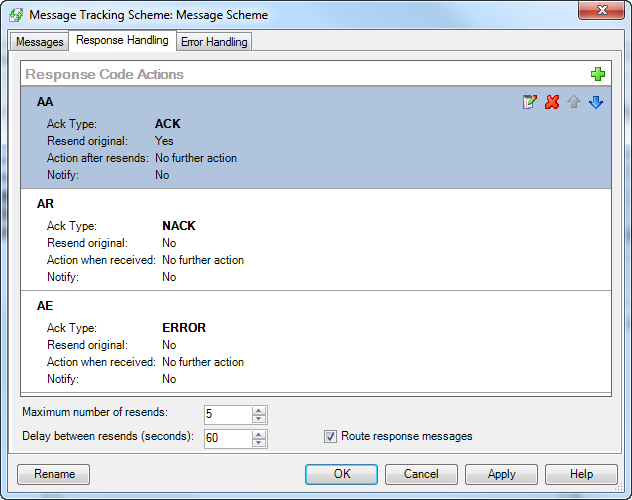 Message Tracking Scheme: Message Scheme
Messages Response Handling Error Handling
Response Code Actions
AA
Ack Type: ACK
Resend original: Yes
Action after resends: No further action
Notify: No
AR
Ack Type: NACK
Resend original: No
Action when received: No further action
Notify: No
AE
Ack Type: ERROR
Resend original: No
Action when received: No further action
Notify: No
Maximum number of resends: 5
Delay between resends (seconds): 60 Route response messages
Rename OK Cancel Apply Help